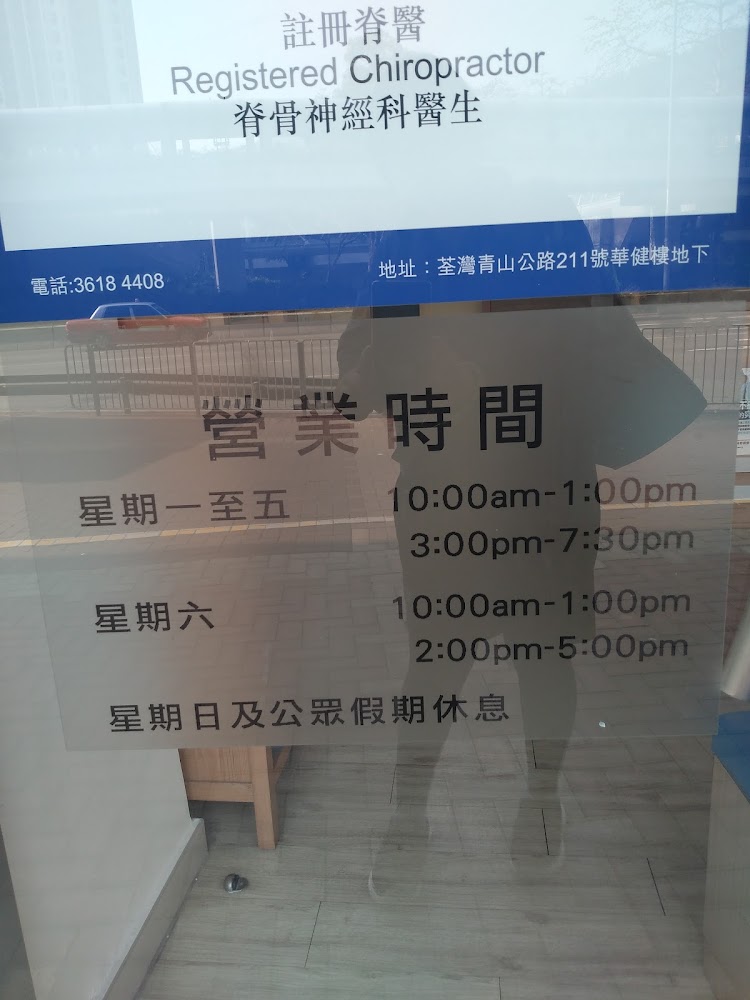 註冊脊醫
Registered Chiropractor
脊骨神經科醫生
電話:3618 4408
地址：荃灣青山公路211號華健樓地下
營業時間
星期一至五 10:00am-1:00pm
3:00pm-7:30pm
星期六 10:00am-1:00pm
2:00pm-5:00pm
星期日及公眾假期休息